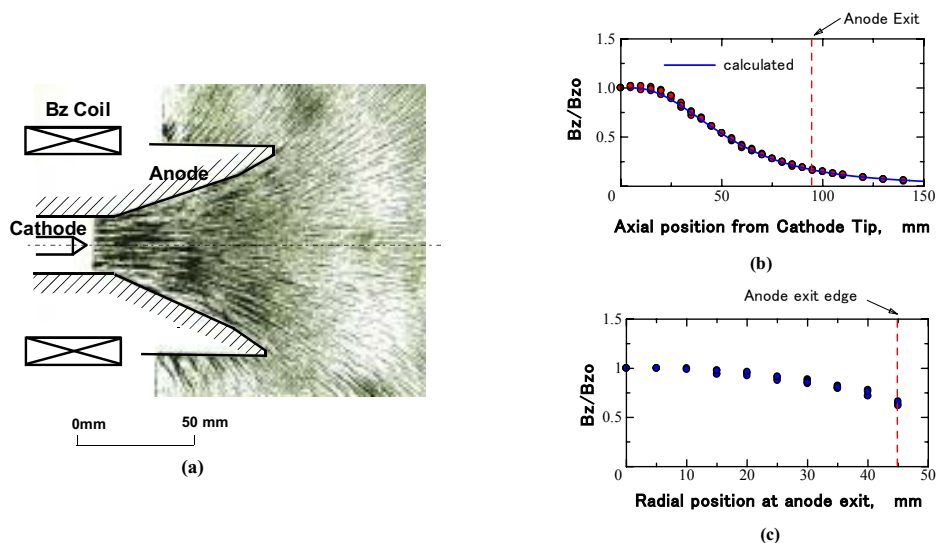 Bz Coil
Anode
Cathode
0mm
50 mm
(a)
Anode Exit
1.5
1.0
0.5
0
calculated
Bz/Bzo
0
50
100
150
Axial position from Cathode Tip, mm
(b)
Anode exit edge
1.5
1
0.5
0
Bz/Bzo
0
10
20
30
40
50
Radial position at anode exit, mm
(c)